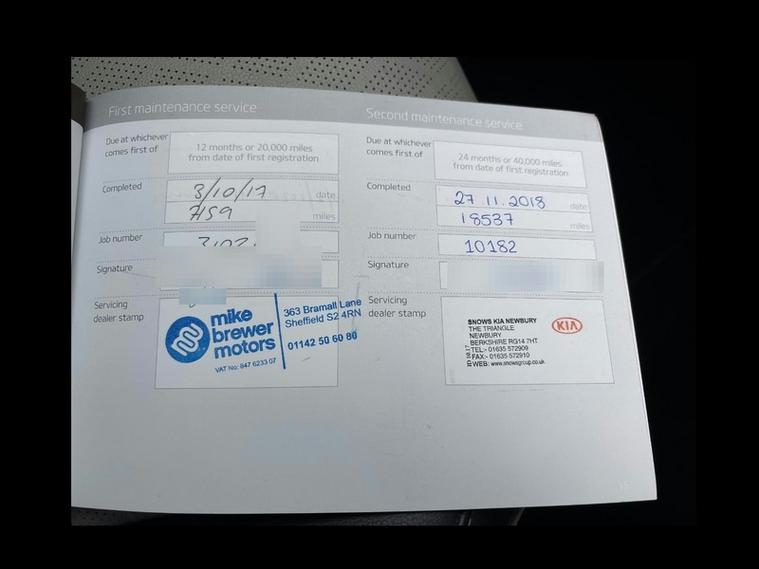 First maintenance service
Due at whichever
comes first of
12 months or 20,000 miles
from date of first registration
Completed
3/10/17 date
7159 miles
Job number
Signature
Servicing
dealer stamp
mike
brewer
motors
VAT No: 847 6233 07
363 Bramall Lane
Sheffield S2 4RN
01142 50 60 80
Second maintenance service
Due at whichever
comes first of
24 months or 40,000 miles
from date of first registration
Completed
27 11.2018 date
18537 miles
Job number
10182
Signature
Servicing
dealer stamp
SNOWS KIA NEWBURY
THE TRIANGLE
NEWBURY
BERKSHIRE RG14 7HT
TEL:- 01635 572909
FAX:- 01635 572910
WEB: www.snowsgroup.co.uk
KIA
15